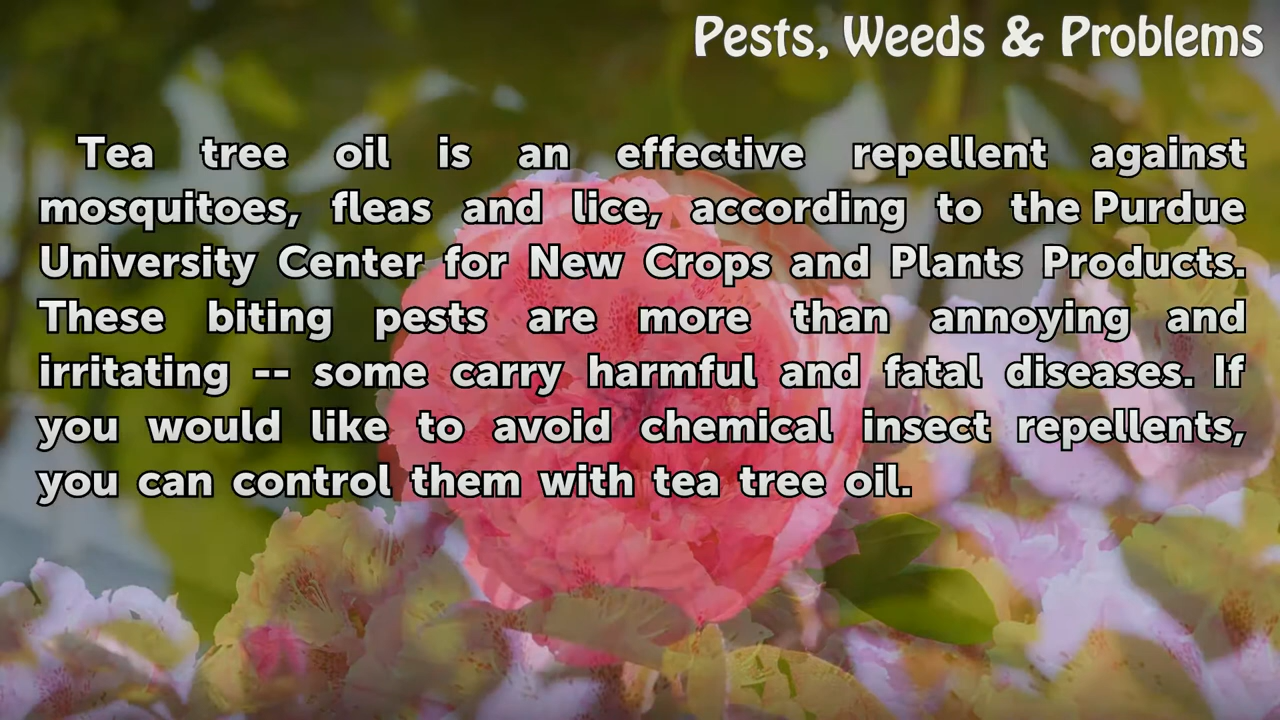 Pests, Weeds & Problems
Tea tree oil is an effective repellent against
mosquitoes, fleas and lice, according to the Purdue
University Center for New Crops and Plants Products.
These biting pests are more than annoying and
irritating -- some carry harmful and fatal diseases. If
you would like to avoid chemical insect repellents,
you can control them with tea tree oil.